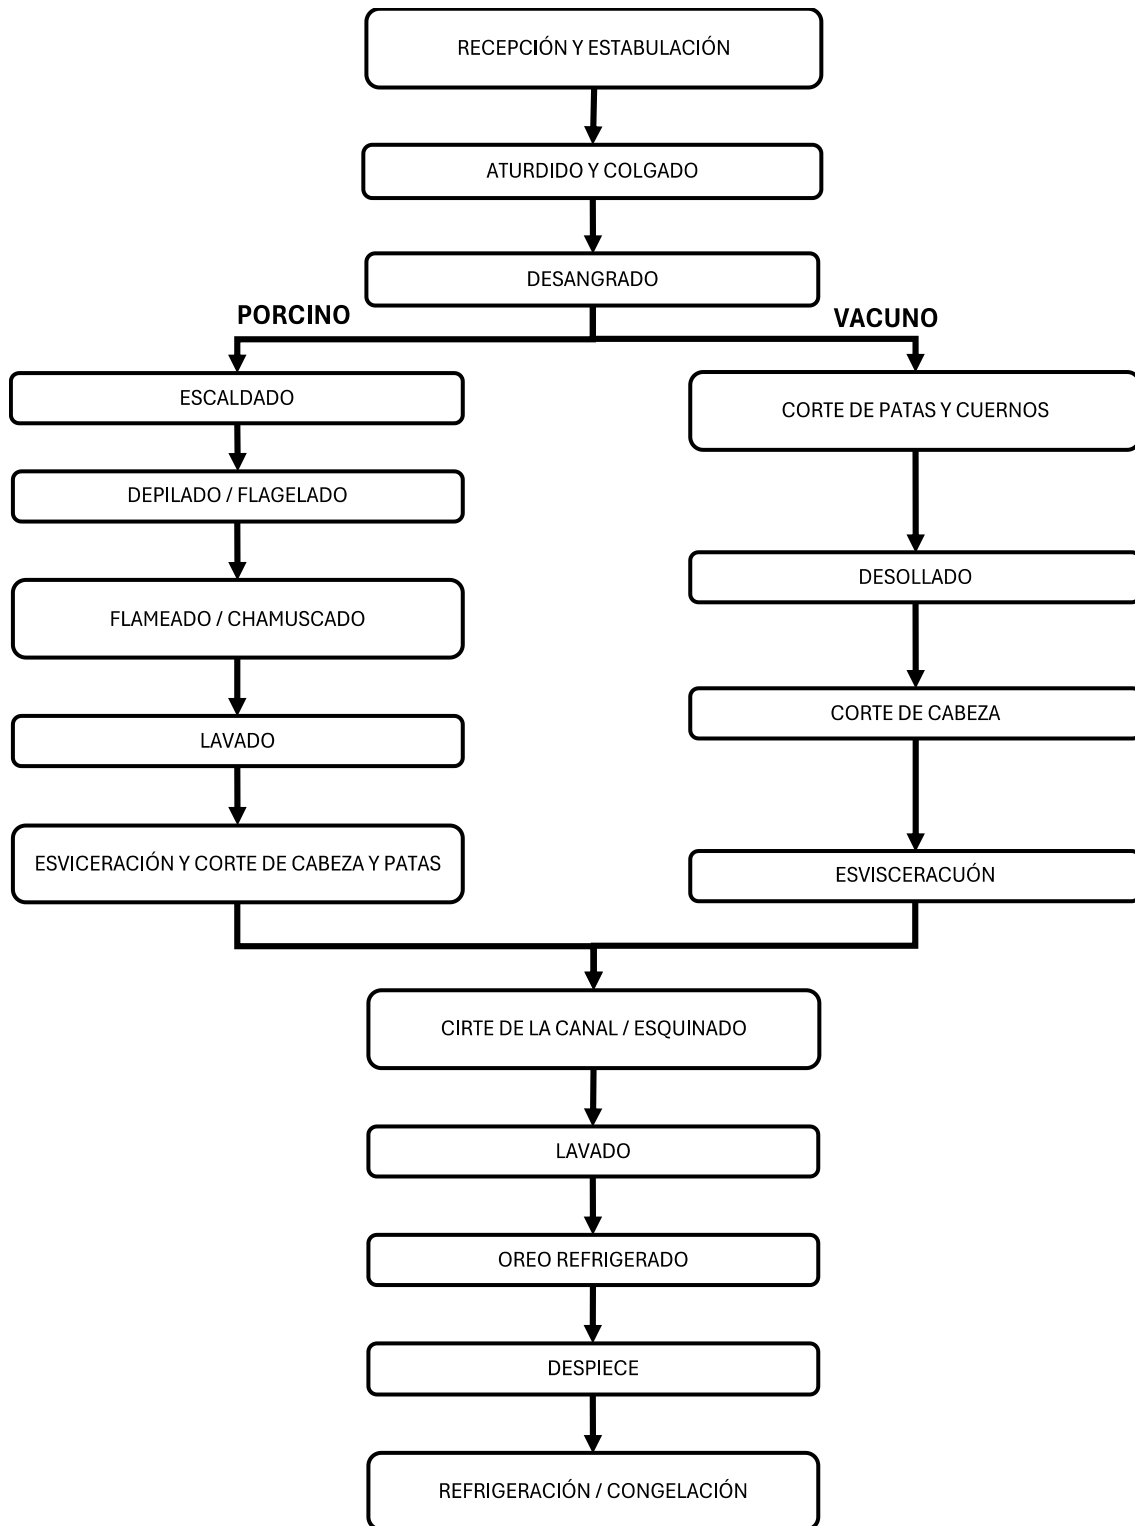 RECEPCIÓN Y ESTABULACIÓN
ATURDIDO Y COLGADO
DESANGRADO
PORCINO
VACUNO
ESCALDADO
DEPILADO / FLAGELADO
FLAMEADO / CHAMUSCADO
LAVADO
ESVICERACIÓN Y CORTE DE CABEZA Y PATAS
CORTE DE PATAS Y CUERNOS
DESOLLADO
CORTE DE CABEZA
ESVISCERACUÓN
CIRTE DE LA CANAL / ESQUINADO
LAVADO
OREO REFRIGERADO
DESPIECE
REFRIGERACIÓN / CONGELACIÓN